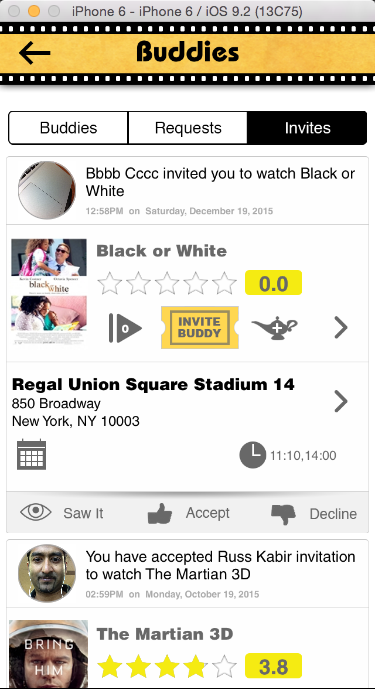 iPhone 6 - iPhone 6 / iOS 9.2 (13C75)
Buddies
Buddies
Requests
Invites
Bbbb Cccc invited you to watch Black or
White
12:58PM on Saturday, December 19, 2015
black or white
Black or White
0.0
0
INVITE
BUDDY
Regal Union Square Stadium 14
850 Broadway
New York, NY 10003
11:10,14:00
Saw It
Accept
Decline
You have accepted Russ Kabir invitation
to watch The Martian 3D
02:59PM on Monday, October 19, 2015
BRING
HIM
The Martian 3D
3.8